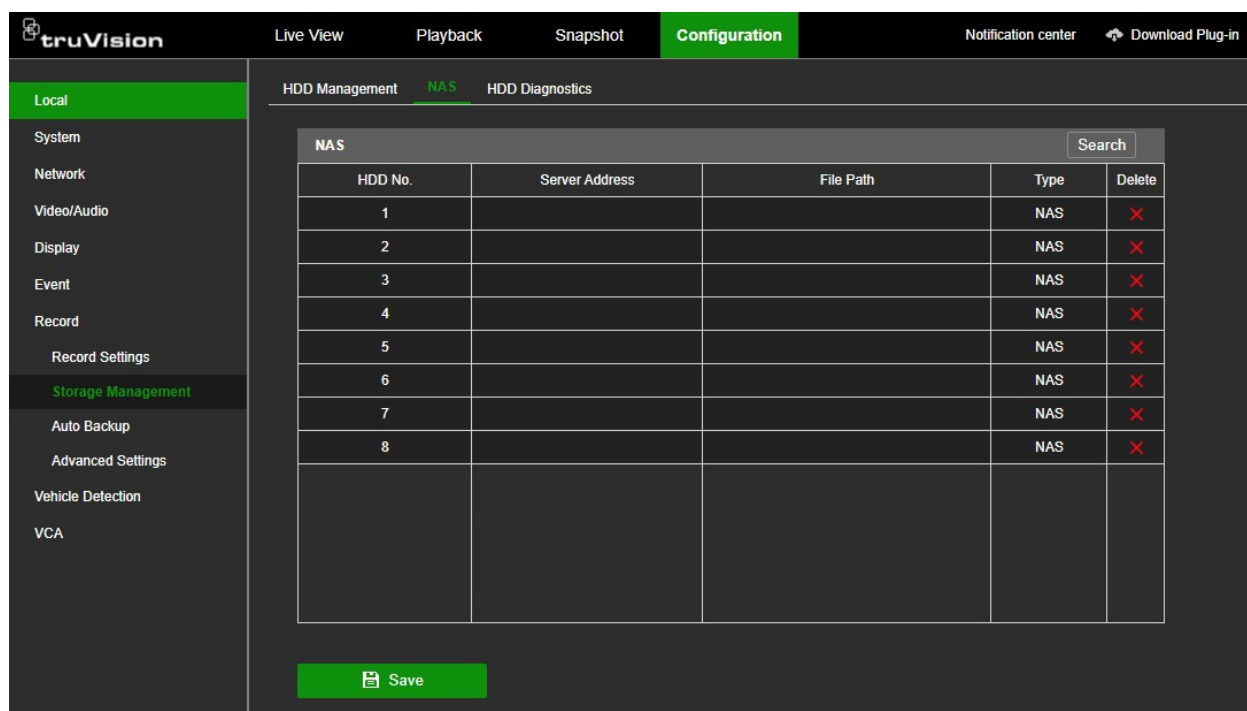 truVision Live View Playback Snapshot Configuration Notification center Download Plug-in
HDD Management NAS HDD Diagnostics
Local
System
Network
Video/Audio
Display
Event
Record
Record Settings
Storage Management
Auto Backup
Advanced Settings
Vehicle Detection
VCA
NAS Search
HDD No. Server Address File Path Type Delete
1 NAS
2 NAS
3 NAS
4 NAS
5 NAS
6 NAS
7 NAS
8 NAS
Save